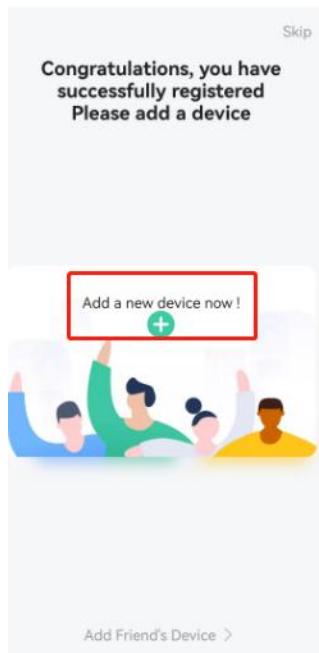 Skip
Congratulations, you have
successfully registered
Please add a device
Add a new device now !
Add Friend's Device >